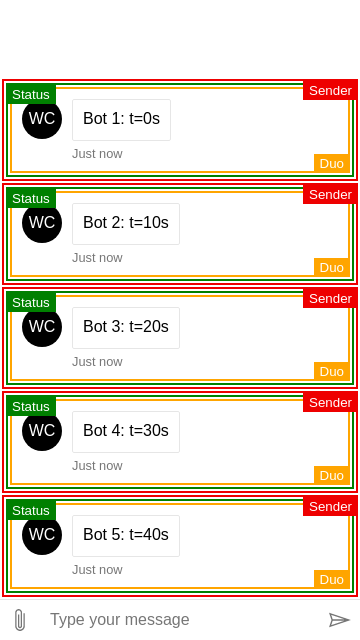 Status Sender
WC Bot 1: t=0s
Just now
Duo
Status Sender
WC Bot 2: t=10s
Just now
Duo
Status Sender
WC Bot 3: t=20s
Just now
Duo
Status Sender
WC Bot 4: t=30s
Just now
Duo
Status Sender
WC Bot 5: t=40s
Just now
Duo
Type your message